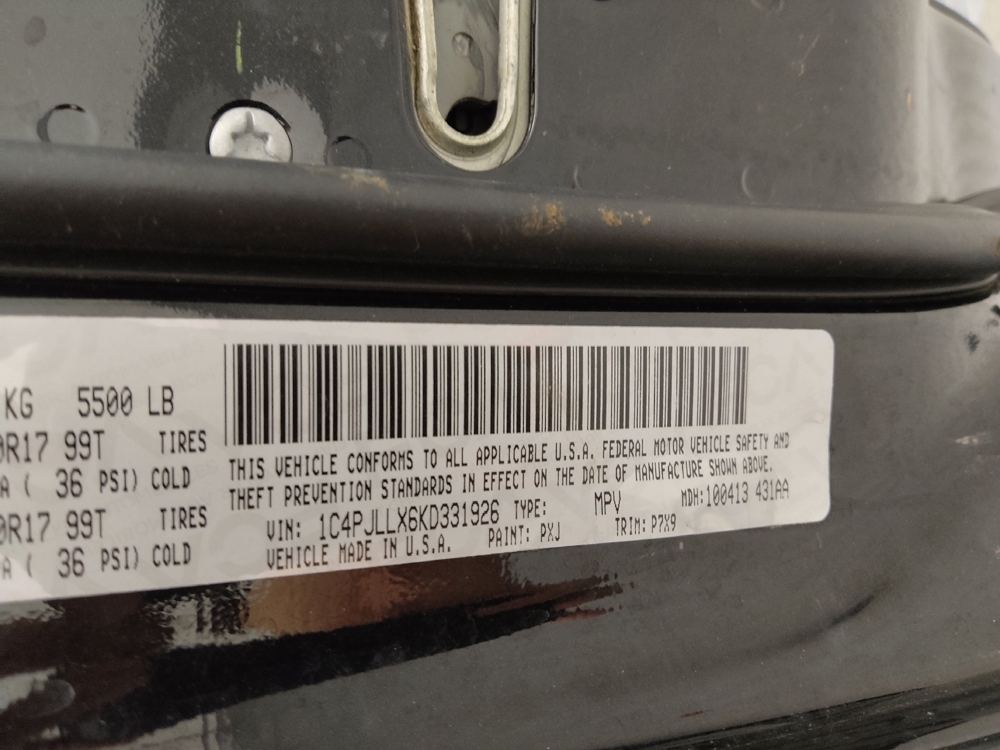 KG 5500 LB
0R17 99T TIRES
A ( 36 PSI) COLD
0R17 99T TIRES
A ( 36 PSI) COLD
THIS VEHICLE CONFORMS TO ALL APPLICABLE U.S.A. FEDERAL MOTOR VEHICLE SAFETY AND
THEFT PREVENTION STANDARDS IN EFFECT ON THE DATE OF MANUFACTURE SHOWN ABOVE.
VIN: 1C4PJLLX6KD331926 TYPE: MPV MDH:100413 431AA
VEHICLE MADE IN U.S.A. PAINT: PXJ TRIM: P7X9